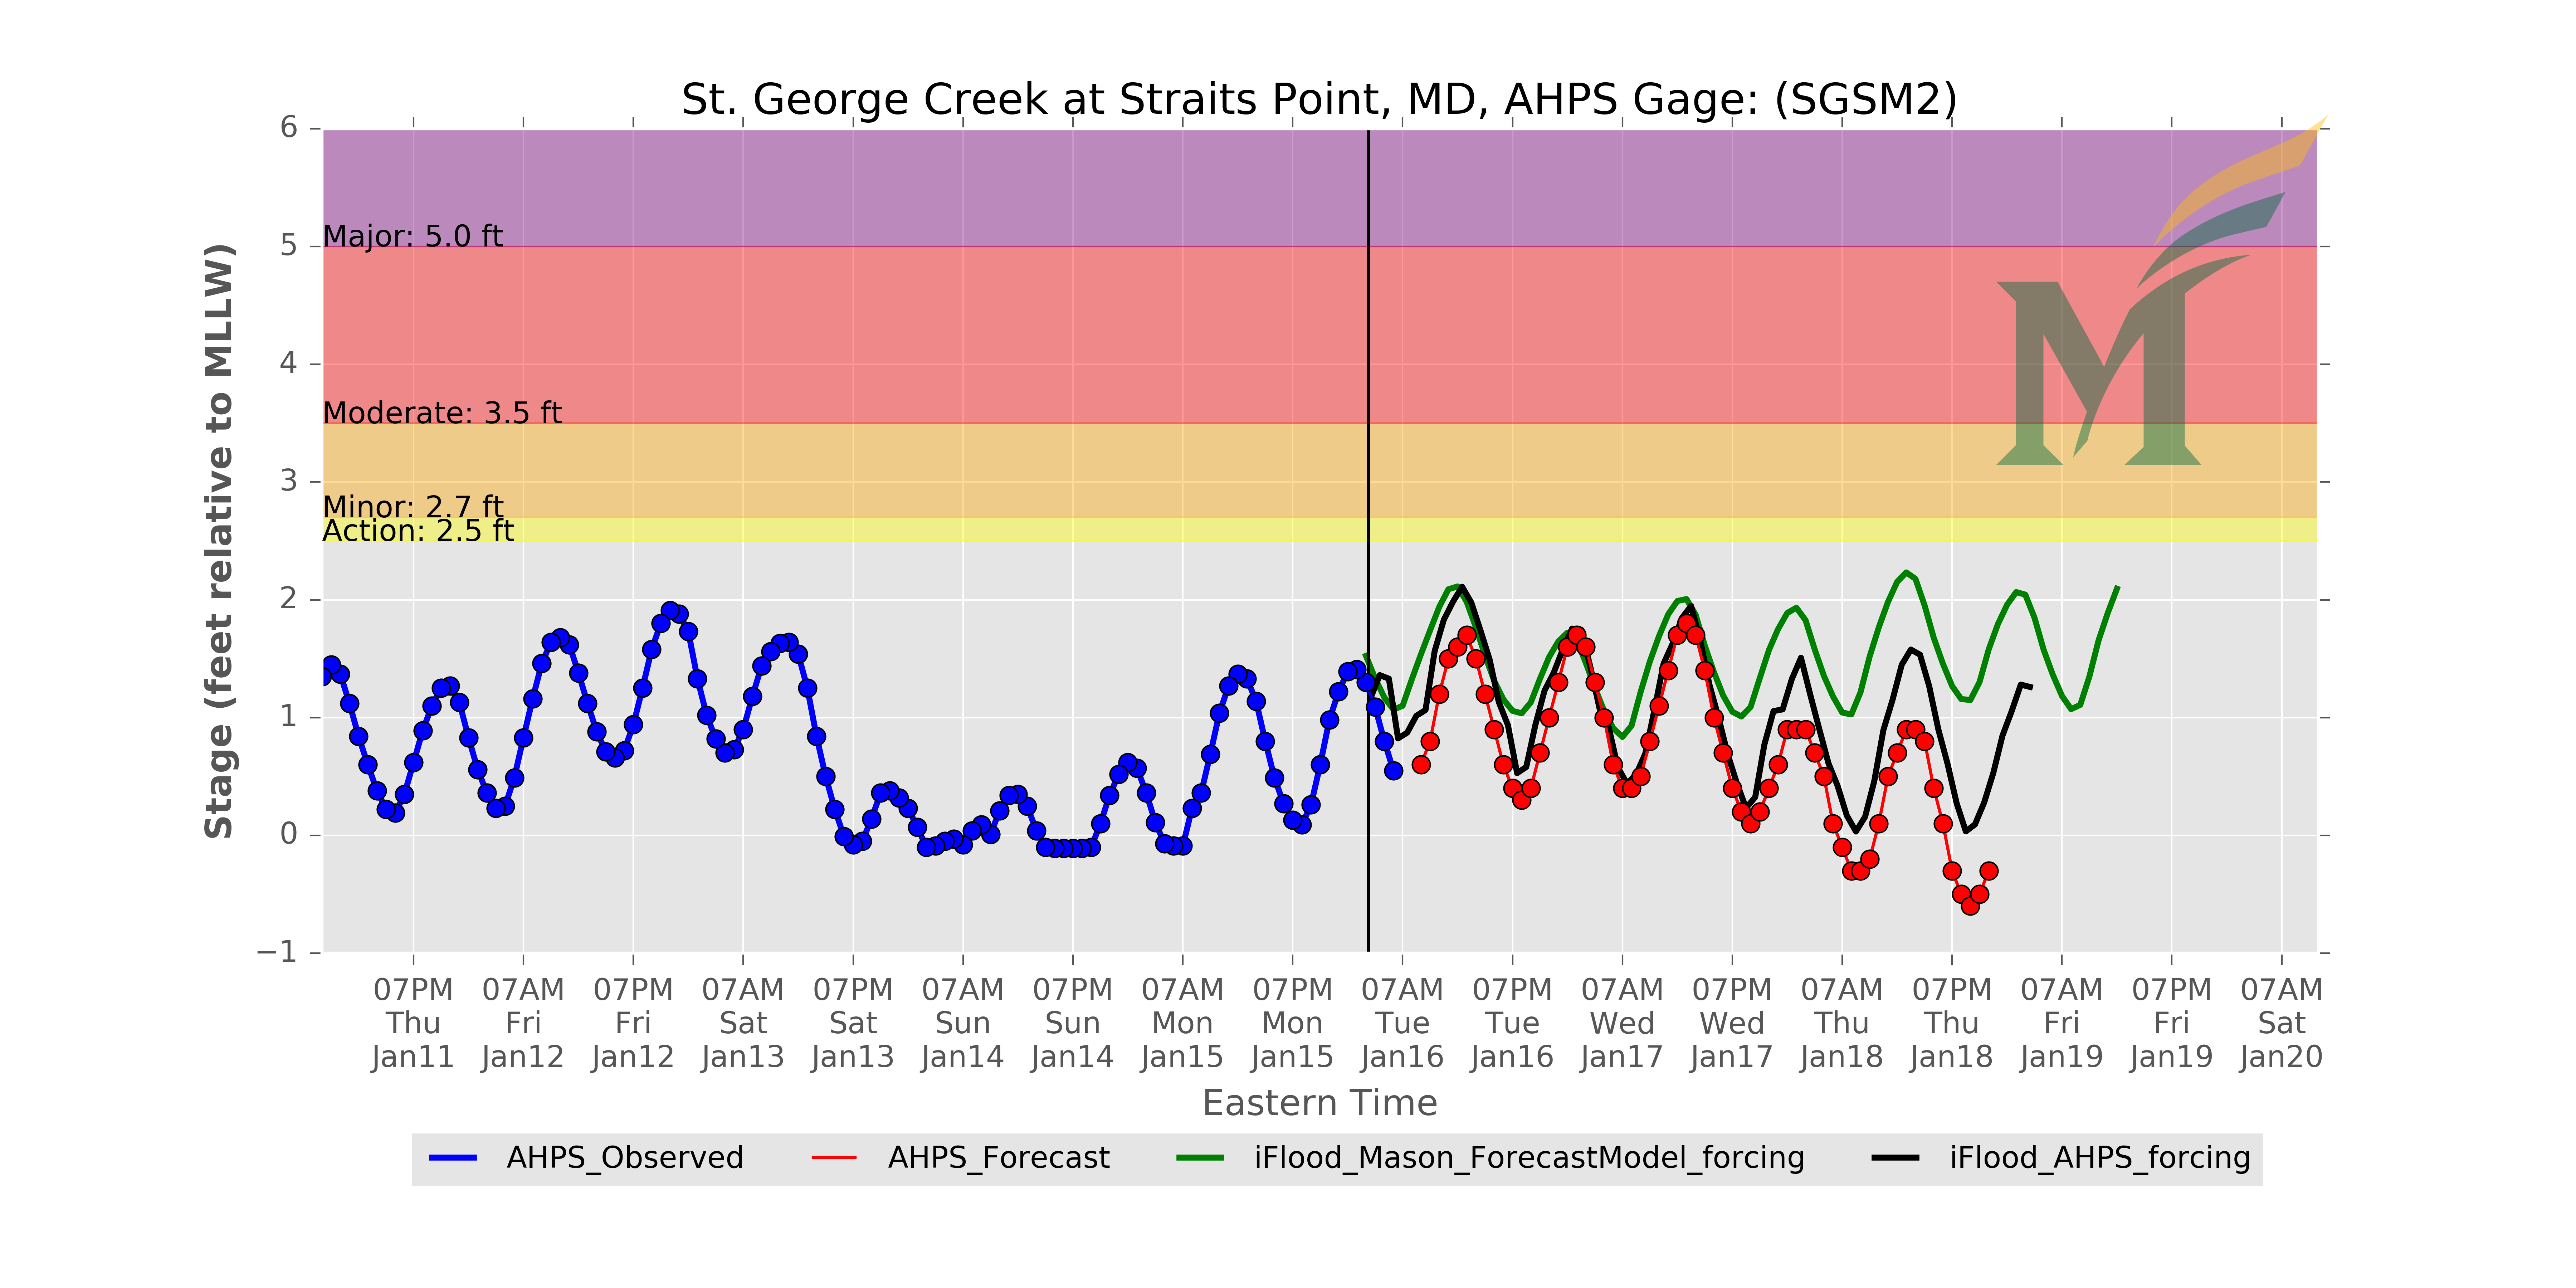 St. George Creek at Straits Point, MD, AHPS Gage: (SGSM2)
Stage (feet relative to MLLW)
6
5
4
3
2
1
0
−1
Major: 5.0 ft
Moderate: 3.5 ft
Minor: 2.7 ft
Action: 2.5 ft
M
07PM 07AM 07PM 07AM 07PM 07AM 07PM 07AM 07PM 07AM 07PM 07AM 07PM 07AM 07PM 07AM 07PM 07AM
Thu Fri Fri Sat Sat Sun Sun Mon Mon Tue Tue Wed Wed Thu Thu Fri Fri Sat
Jan11 Jan12 Jan12 Jan13 Jan13 Jan14 Jan14 Jan15 Jan15 Jan16 Jan16 Jan17 Jan17 Jan18 Jan18 Jan19 Jan19 Jan20
Eastern Time
AHPS_Observed AHPS_Forecast iFlood_Mason_ForecastModel_forcing iFlood_AHPS_forcing